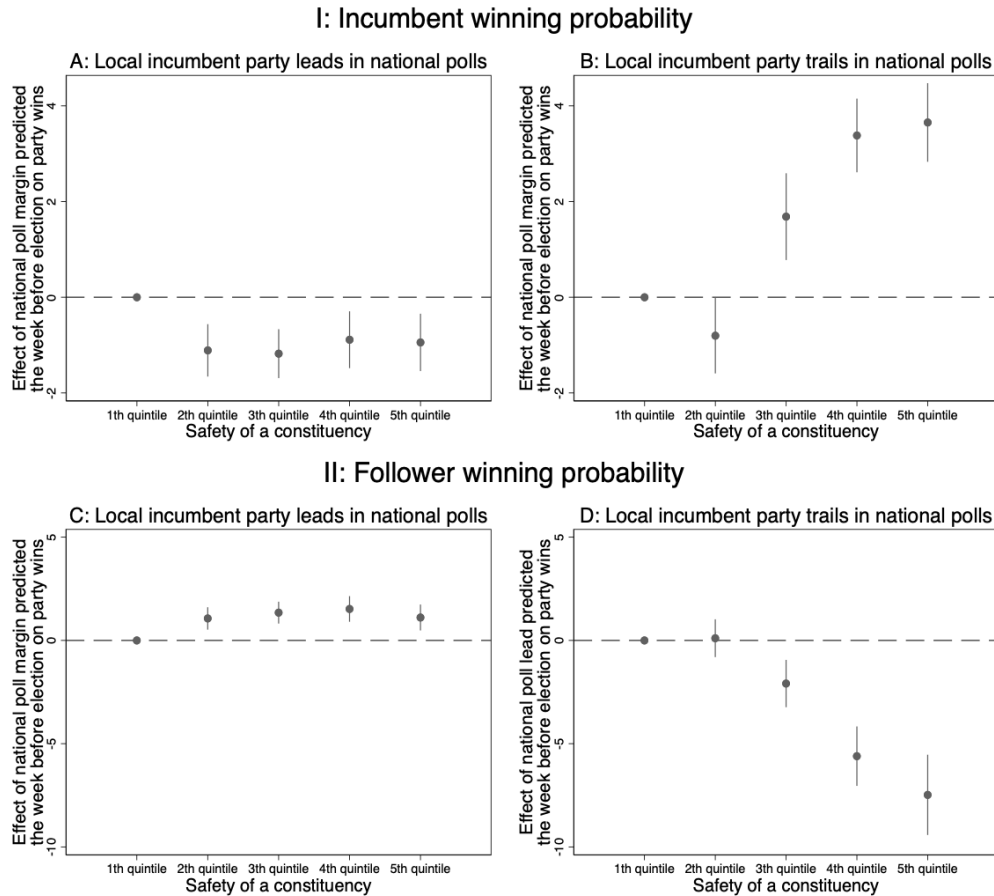 I: Incumbent winning probability
A: Local incumbent party leads in national polls
Effect of national poll margin predicted
the week before election on party wins
4
2
0
-2
1th quintile 2th quintile 3th quintile 4th quintile 5th quintile
Safety of a constituency
B: Local incumbent party trails in national polls
Effect of national poll margin predicted
the week before election on party wins
4
2
0
-2
1th quintile 2th quintile 3th quintile 4th quintile 5th quintile
Safety of a constituency
II: Follower winning probability
C: Local incumbent party leads in national polls
Effect of national poll margin predicted
the week before election on party wins
5
0
-5
-10
1th quintile 2th quintile 3th quintile 4th quintile 5th quintile
Safety of a constituency
D: Local incumbent party trails in national polls
Effect of national poll lead predicted
the week before election on party wins
5
0
-5
-10
1th quintile 2th quintile 3th quintile 4th quintile 5th quintile
Safety of a constituency